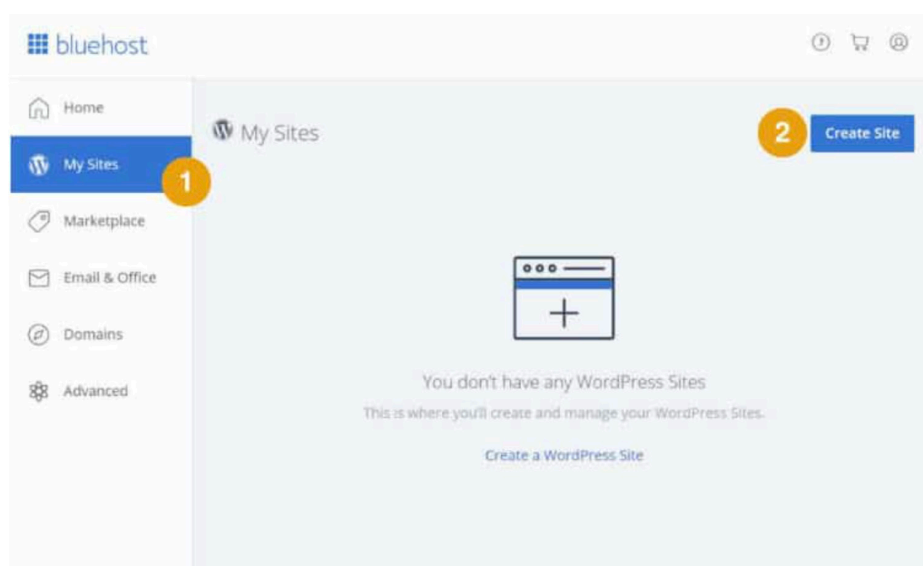 bluehost
Home
My Sites
Marketplace
Email & Office
Domains
Advanced
My Sites
Create Site
1
2
You don't have any WordPress Sites
This is where you'll create and manage your WordPress Sites.
Create a WordPress Site